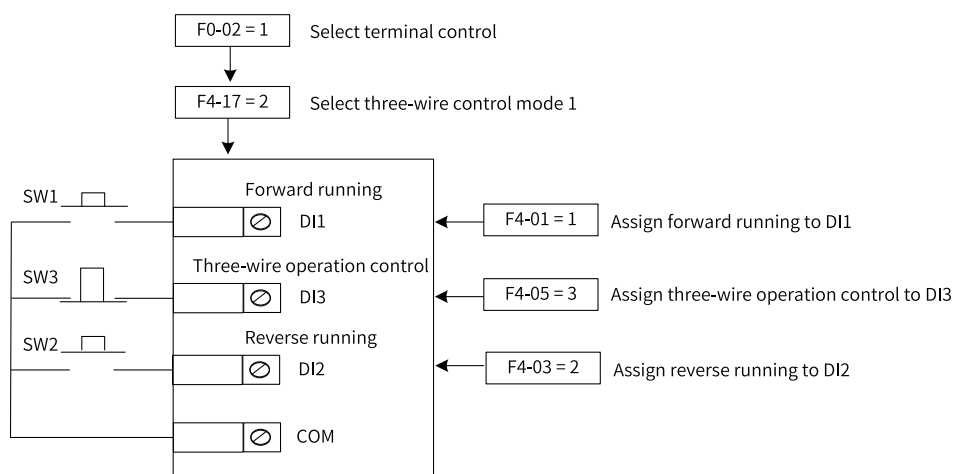 F0-02 = 1 Select terminal control
F4-17 = 2 Select three-wire control mode 1
SW1
Forward running
DI1
F4-01 = 1 Assign forward running to DI1
SW3
Three-wire operation control
DI3
F4-05 = 3 Assign three-wire operation control to DI3
SW2
Reverse running
DI2
F4-03 = 2 Assign reverse running to DI2
COM